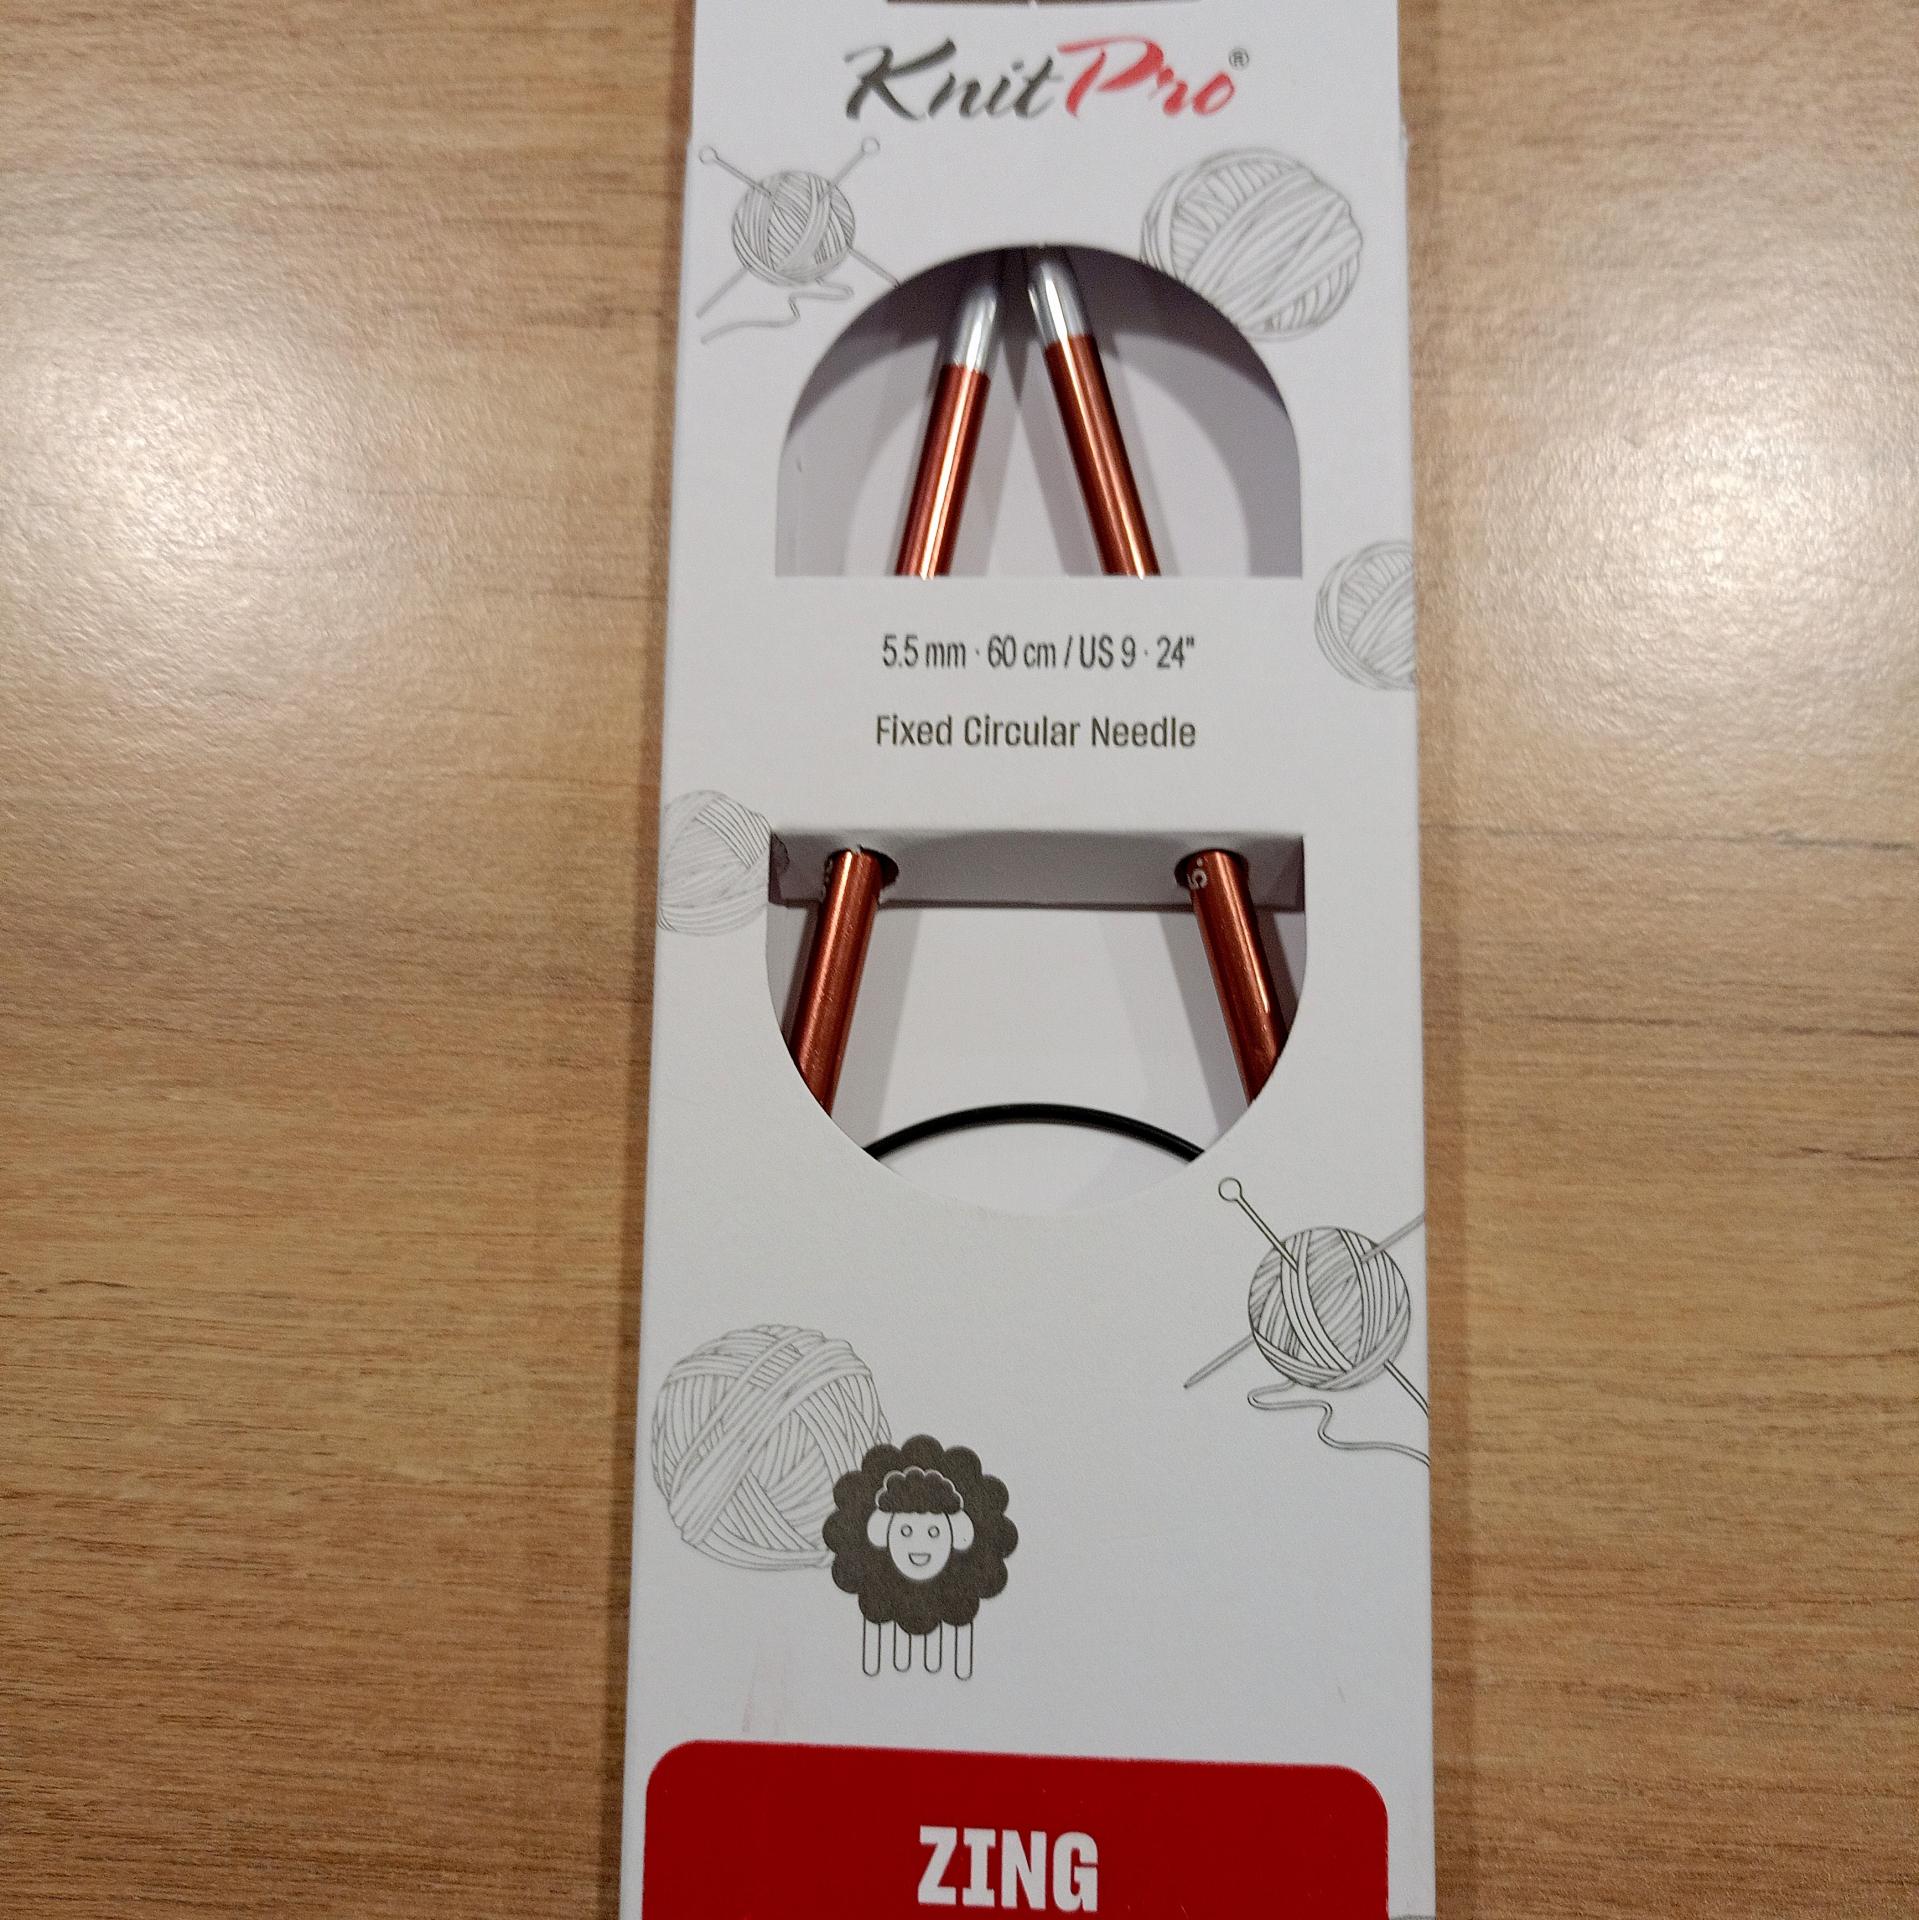 KnitPro®
5.5 mm · 60 cm / US 9 · 24"
Fixed Circular Needle
ZING